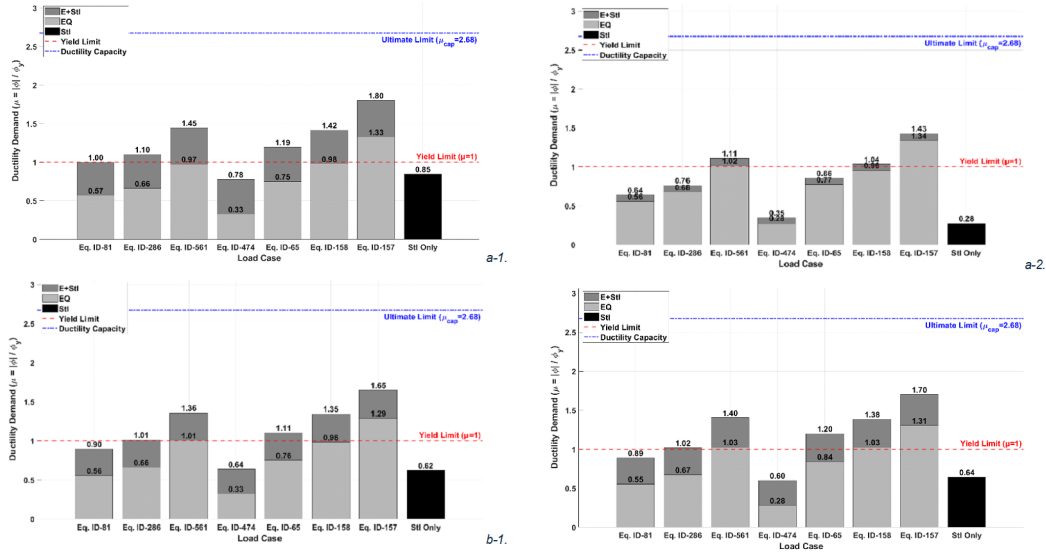 E+Stl
EQ
Stl
Yield Limit
Ductility Capacity
Ultimate Limit (μcap=2.68)
Yield Limit (μ=1)
Ductility Demand (μ = |ϕ| / ϕy)
3
2.5
2
1.5
1
0.5
0
1.00
0.57
1.10
0.66
1.45
0.97
0.78
0.33
1.19
0.75
1.42
0.98
1.80
1.33
0.85
Eq. ID-81 Eq. ID-286 Eq. ID-561 Eq. ID-474 Eq. ID-65 Eq. ID-158 Eq. ID-157 Stl Only
Load Case
a-1.
E+Stl
EQ
Stl
Yield Limit
Ductility Capacity
Ultimate Limit (μcap=2.68)
Yield Limit (μ=1)
Ductility Demand (μ = |ϕ| / ϕy)
3
2.5
2
1.5
1
0.5
0
0.64
0.56
0.76
0.68
1.11
1.02
0.35
0.28
0.77
1.04
1.43
1.34
0.28
Eq. ID-81 Eq. ID-286 Eq. ID-561 Eq. ID-474 Eq. ID-65 Eq. ID-158 Eq. ID-157 Stl Only
Load Case
a-2.
E+Stl
EQ
Stl
Yield Limit
Ductility Capacity
Ultimate Limit (μcap=2.68)
Yield Limit (μ=1)
Ductility Demand (μ = |ϕ| / ϕy)
3
2.5
2
1.5
1
0.5
0
0.90
0.56
1.01
0.66
1.36
1.01
0.64
0.33
1.11
0.76
1.35
0.98
1.65
1.29
0.62
Eq. ID-81 Eq. ID-286 Eq. ID-561 Eq. ID-474 Eq. ID-65 Eq. ID-158 Eq. ID-157 Stl Only
Load Case
b-1.
E+Stl
EQ
Stl
Yield Limit
Ductility Capacity
Ultimate Limit (μcap=2.68)
Yield Limit (μ=1)
Ductility Demand (μ = |ϕ| / ϕy)
3
2.5
2
1.5
1
0.5
0
0.89
0.55
1.02
0.67
1.40
1.03
0.60
0.28
1.20
0.84
1.38
1.03
1.70
1.31
0.64
Eq. ID-81 Eq. ID-286 Eq. ID-561 Eq. ID-474 Eq. ID-65 Eq. ID-158 Eq. ID-157 Stl Only
Load Case